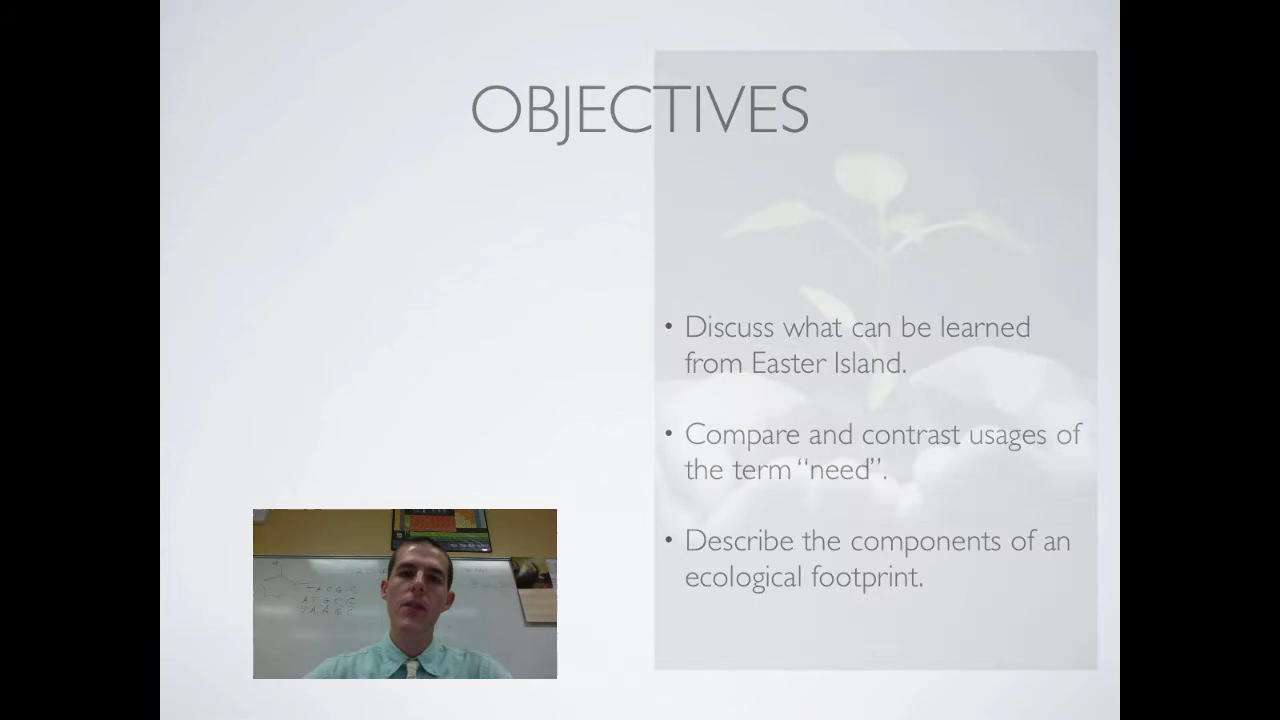 OBJECTIVES
• Discuss what can be learned
from Easter Island.
• Compare and contrast usages of
the term “need”.
• Describe the components of an
ecological footprint.